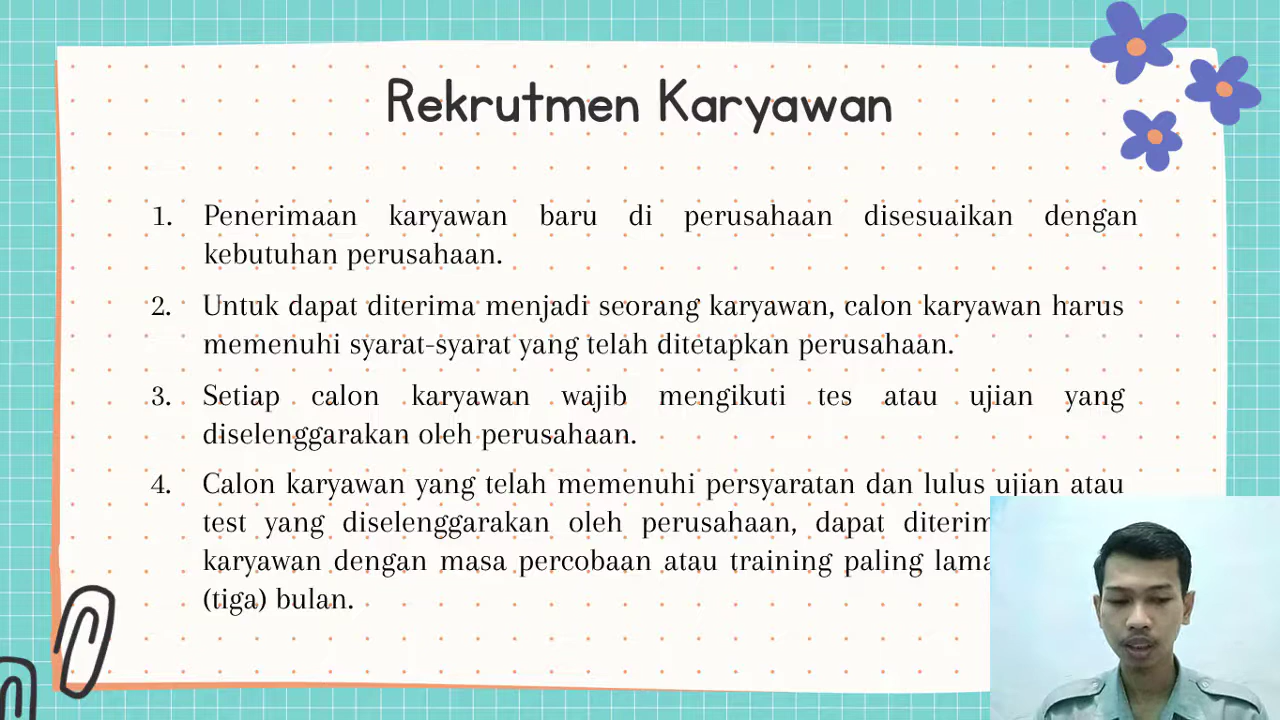 Rekrutmen Karyawan
1. Penerimaan karyawan baru di perusahaan disesuaikan dengan
kebutuhan perusahaan.
2. Untuk dapat diterima menjadi seorang karyawan, calon karyawan harus
memenuhi syarat-syarat yang telah ditetapkan perusahaan.
3. Setiap calon karyawan wajib mengikuti tes atau ujian yang
diselenggarakan oleh perusahaan.
4. Calon karyawan yang telah memenuhi persyaratan dan lulus ujian atau
test yang diselenggarakan oleh perusahaan, dapat
karyawan dengan masa percobaan atau training paling lama
(tiga) bulan.